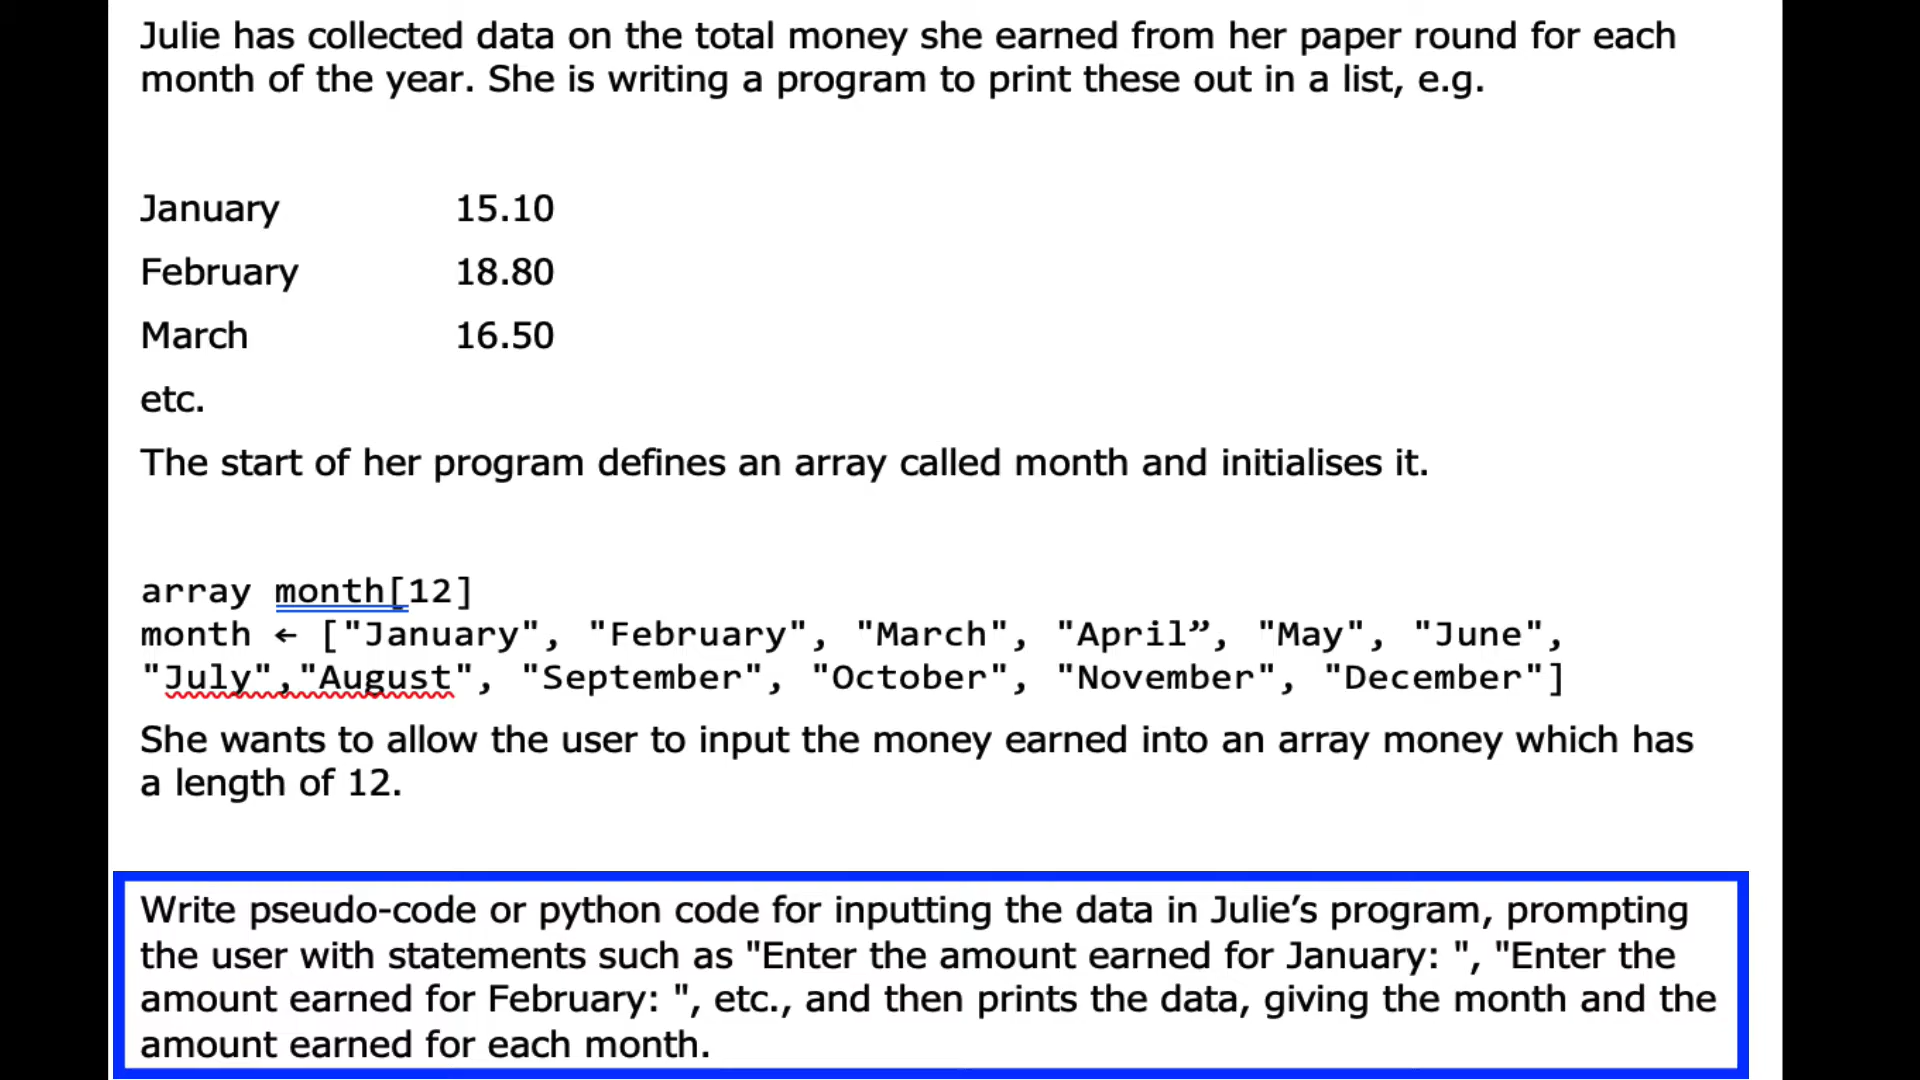 Julie has collected data on the total money she earned from her paper round for each
month of the year. She is writing a program to print these out in a list, e.g.
January 15.10
February 18.80
March 16.50
etc.
The start of her program defines an array called month and initialises it.
array month[12]
month ← ["January", "February", "March", "April”, "May", "June",
"July","August", "September", "October", "November", "December"]
She wants to allow the user to input the money earned into an array money which has
a length of 12.
Write pseudo-code or python code for inputting the data in Julie’s program, prompting
the user with statements such as "Enter the amount earned for January: ", "Enter the
amount earned for February: ", etc., and then prints the data, giving the month and the
amount earned for each month.